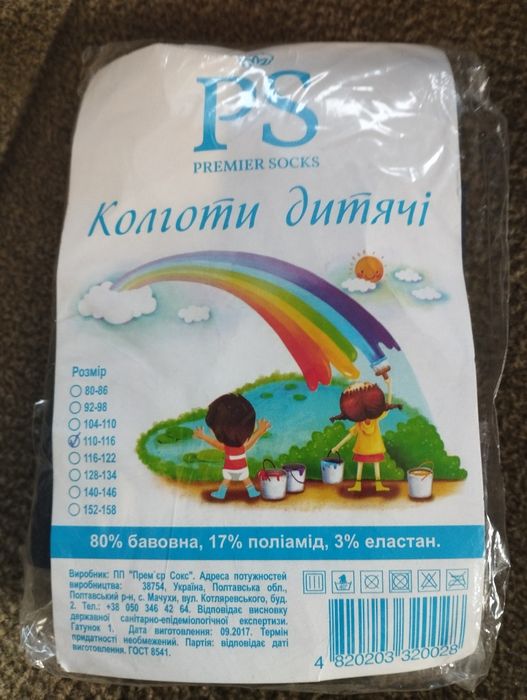 PS
PREMIER SOCKS
Колготи дитячі
Розмір
80-86
92-98
104-110
110-116
116-122
128-134
140-146
152-158
80% бавовна, 17% поліамід, 3% еластан.
Виробник: ПП "Прем'єр Сокс". Адреса потужностей
виробництва: 38754, Україна, Полтавська обл.,
Полтавський р-н, с. Мачухи, вул. Котляревського, буд,
2. Тел.: +38 050 346 42 64. Відповідає висновку
державної санітарно-епідеміологічної експертизи.
Гатунок 1. Дата виготовлення: 09.2017. Термін
придатності необмежений. Партія: відповідає даті
виготовлення. ГОСТ 8541.
4 820203 320028